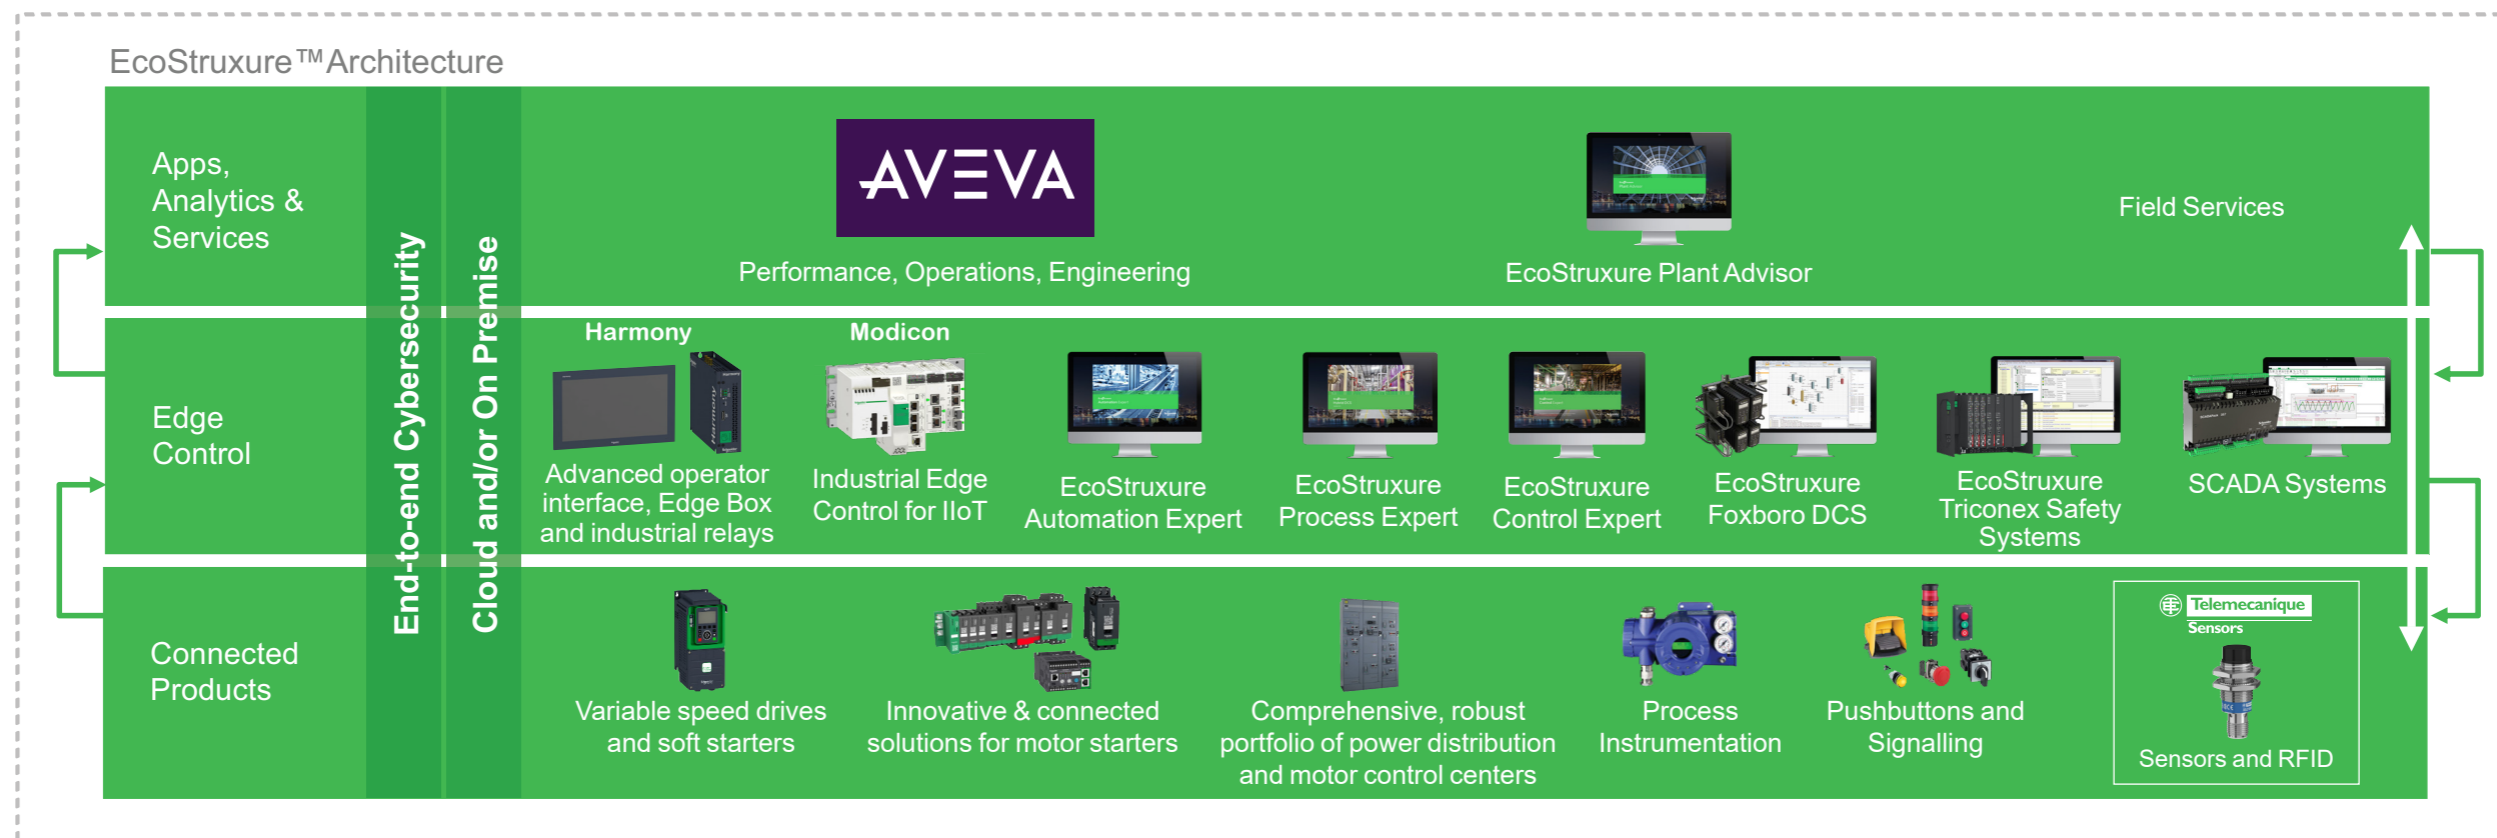 EcoStruxure™Architecture
Apps,
Analytics &
Services
End-to-end Cybersecurity
Cloud and/or On Premise
AVEVA
Performance, Operations, Engineering
EcoStruxure Plant Advisor
Field Services
Edge
Control
Harmony
Harmony
Advanced operator
interface, Edge Box
and industrial relays
Modicon
Industrial Edge
Control for IIoT
EcoStruxure
Automation Expert
EcoStruxure
Process Expert
EcoStruxure
Control Expert
EcoStruxure
Foxboro DCS
EcoStruxure
Triconex Safety
Systems
SCADA Systems
Connected
Products
Variable speed drives
and soft starters
Innovative & connected
solutions for motor starters
Comprehensive, robust
portfolio of power distribution
and motor control centers
Process
Instrumentation
Pushbuttons and
Signalling
Telemecanique
Sensors
Sensors and RFID